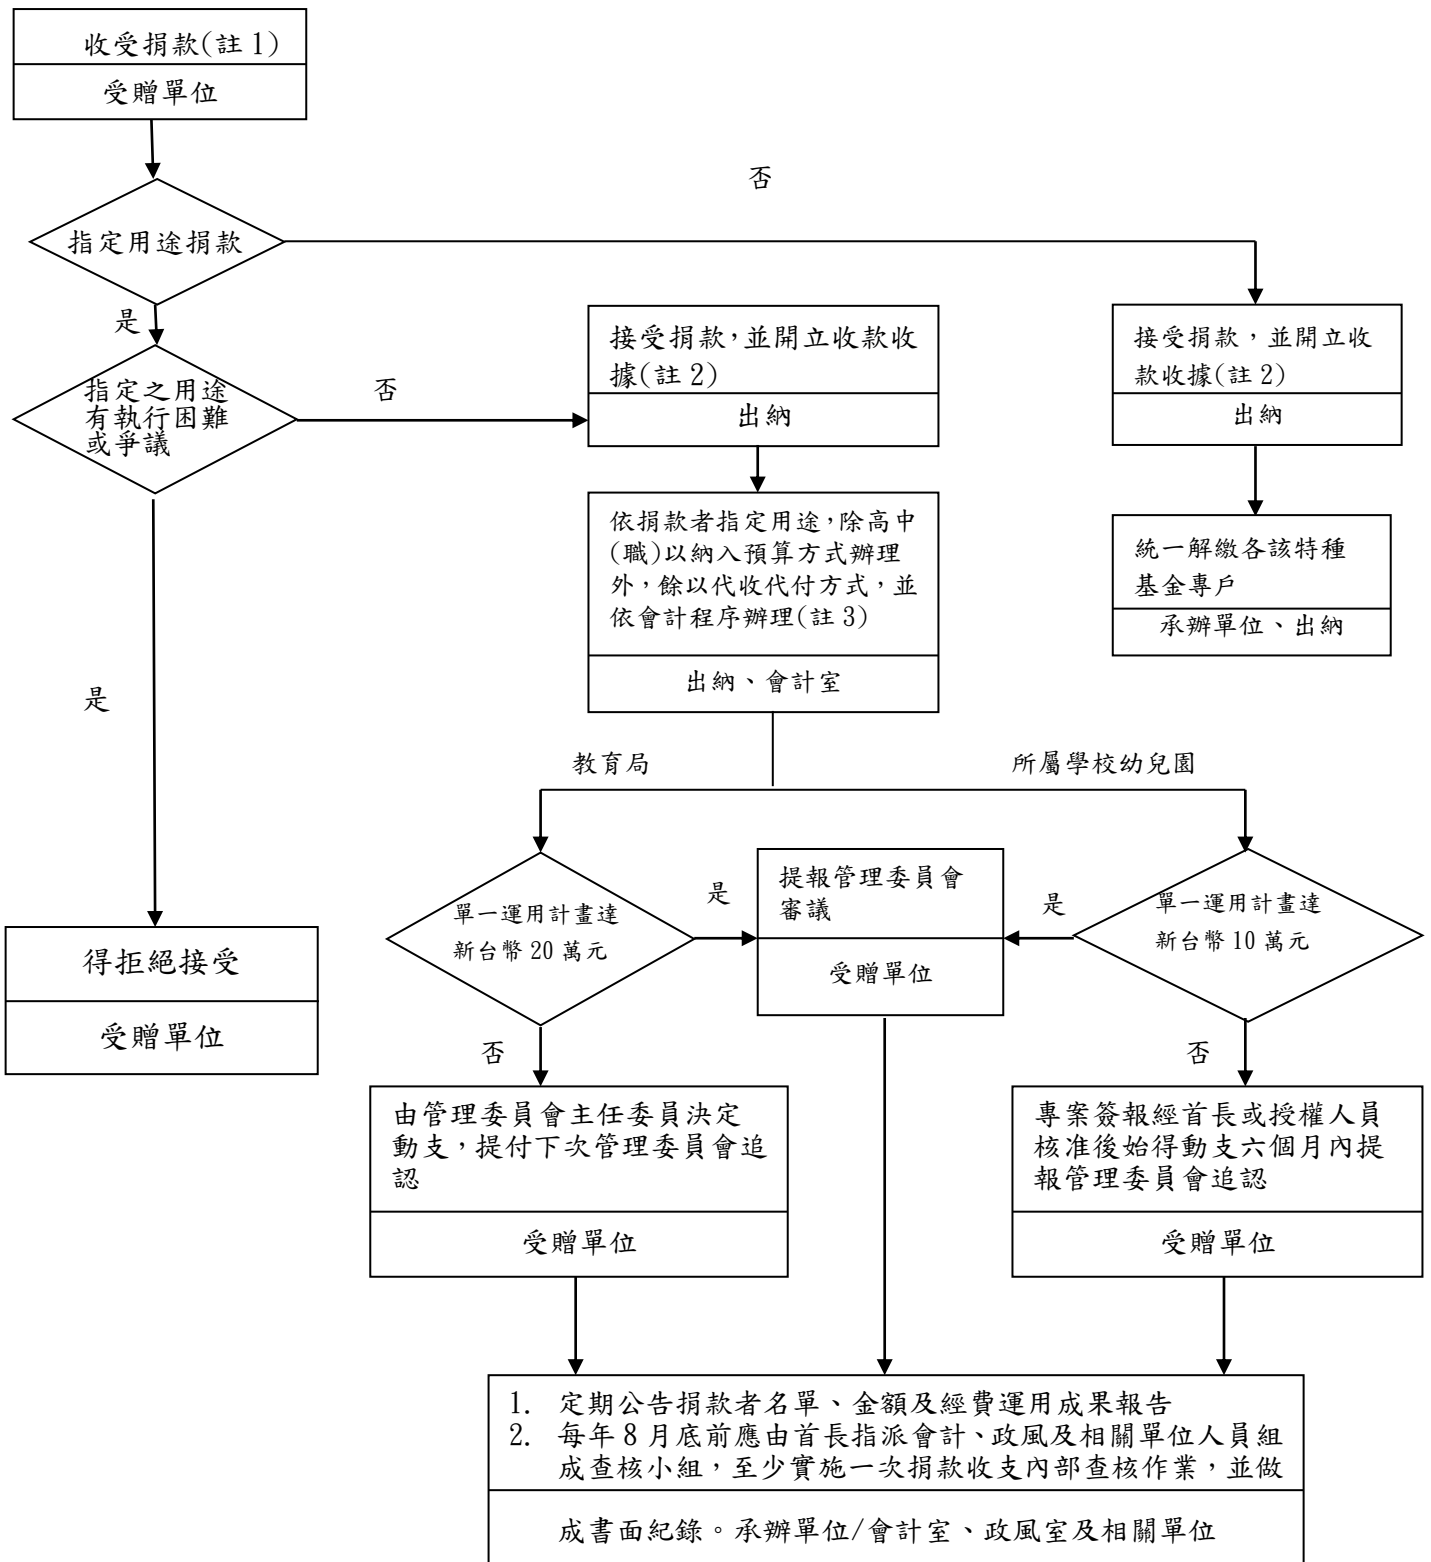 收受捐款(註1)
受贈單位
否
指定用途捐款
是
指定之用途
有執行困難
或爭議
否
接受捐款,並開立收款收
據(註2)
出納
接受捐款,並開立收
款收據(註2)
出納
依捐款者指定用途,除高中
(職)以納入預算方式辦理
外,餘以代收代付方式,並
依會計程序辦理(註3)
出納、會計室
統一解繳各該特種
基金專戶
承辦單位、出納
是
教育局
所屬學校幼兒園
單一運用計畫達
新台幣20萬元
是
提報管理委員會
審議
受贈單位
是
單一運用計畫達
新台幣10萬元
得拒絕接受
受贈單位
否
否
由管理委員會主任委員決定
動支,提付下次管理委員會追
認
受贈單位
專案簽報經首長或授權人員
核准後始得動支六個月內提
報管理委員會追認
受贈單位
1. 定期公告捐款者名單、金額及經費運用成果報告
2. 每年8月底前應由首長指派會計、政風及相關單位人員組
成查核小組,至少實施一次捐款收支內部查核作業,並做
成書面紀錄。承辦單位/會計室、政風室及相關單位